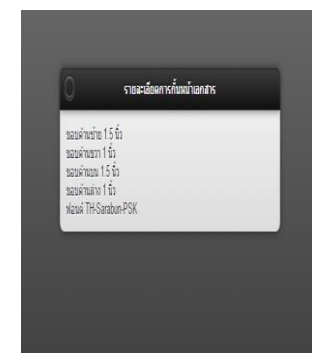 รายละเอียดการกั้นหน้าเอกสาร
ขอบด้านซ้าย 1.5 นิ้ว
ขอบด้านขวา 1 นิ้ว
ขอบด้านบน 1.5 นิ้ว
ขอบด้านล่าง 1 นิ้ว
ฟอนต์ TH-Sarabun-PSK